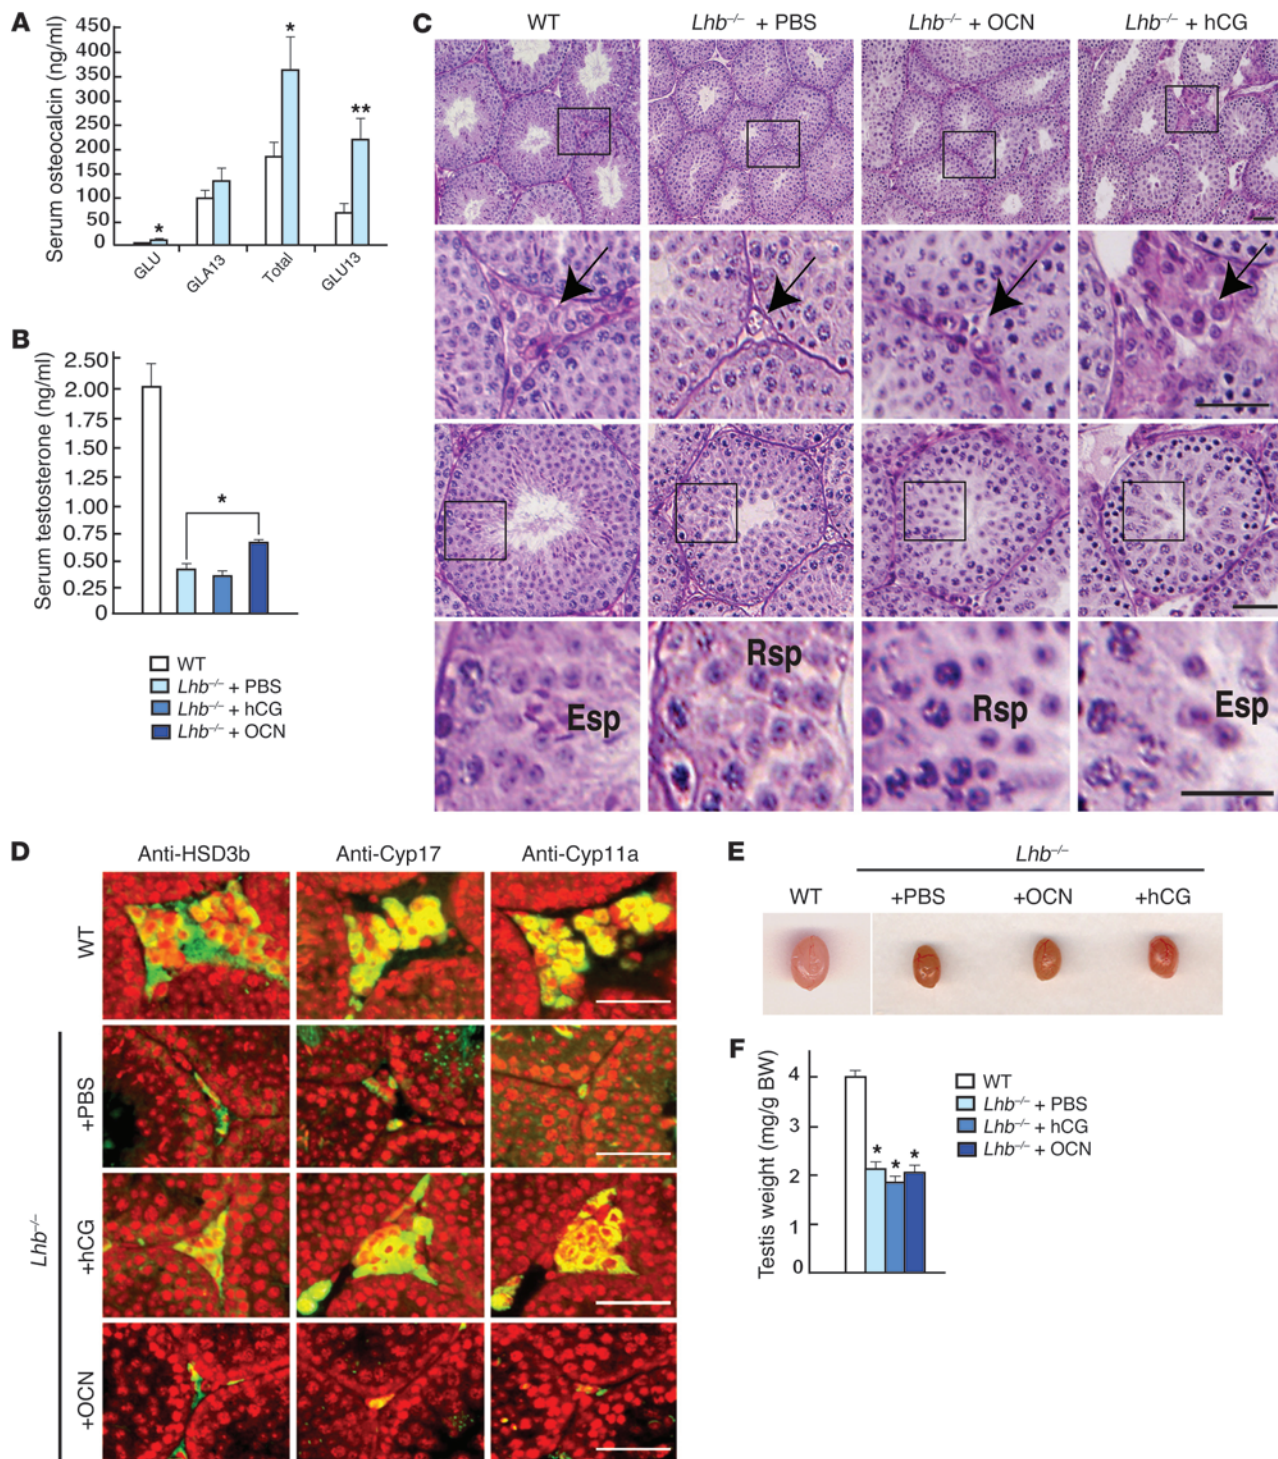 A
Serum osteocalcin (ng/ml)
450
400
350
300
250
200
150
100
50
0
*
*
**
GLU
GLA13
Total
GLU13
B
Serum testosterone (ng/ml)
2.50
2.00
1.75
1.50
1.25
1.00
0.75
0.50
0.25
0
*
WT
Lhb–/– + PBS
Lhb–/– + hCG
Lhb–/– + OCN
C
WT
Lhb–/– + PBS
Lhb–/– + OCN
Lhb–/– + hCG
Esp
Rsp
Rsp
Esp
D
Anti-HSD3b
Anti-Cyp17
Anti-Cyp11a
WT
Lhb–/–
+PBS
+hCG
+OCN
E
Lhb–/–
WT
+PBS
+OCN
+hCG
F
Testis weight (mg/g BW)
4
2
2
4
0
* * *
WT
Lhb–/– + PBS
Lhb–/– + hCG
Lhb–/– + OCN